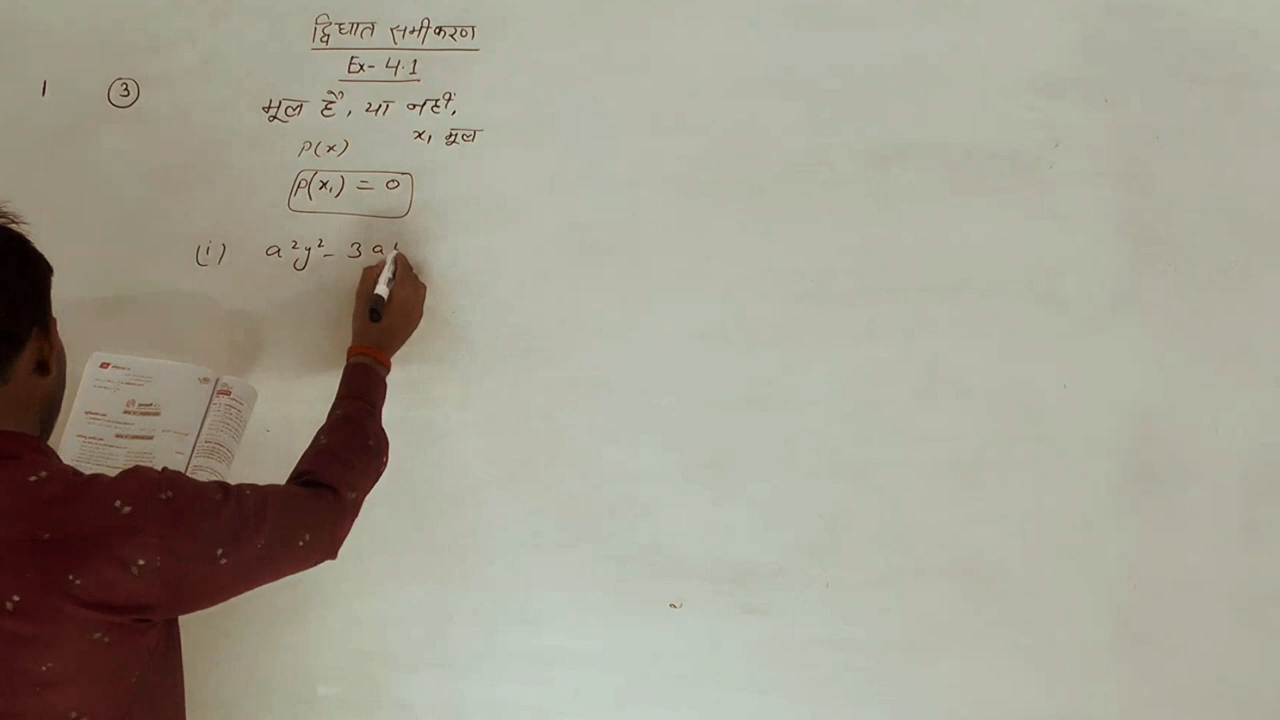 द्विघात समीकरण
Ex- 4.1
1 ③
मूल है, या नहीं,
x₁ मूल
P(x)
P(x₁) = 0
(i) a²y² - 3a